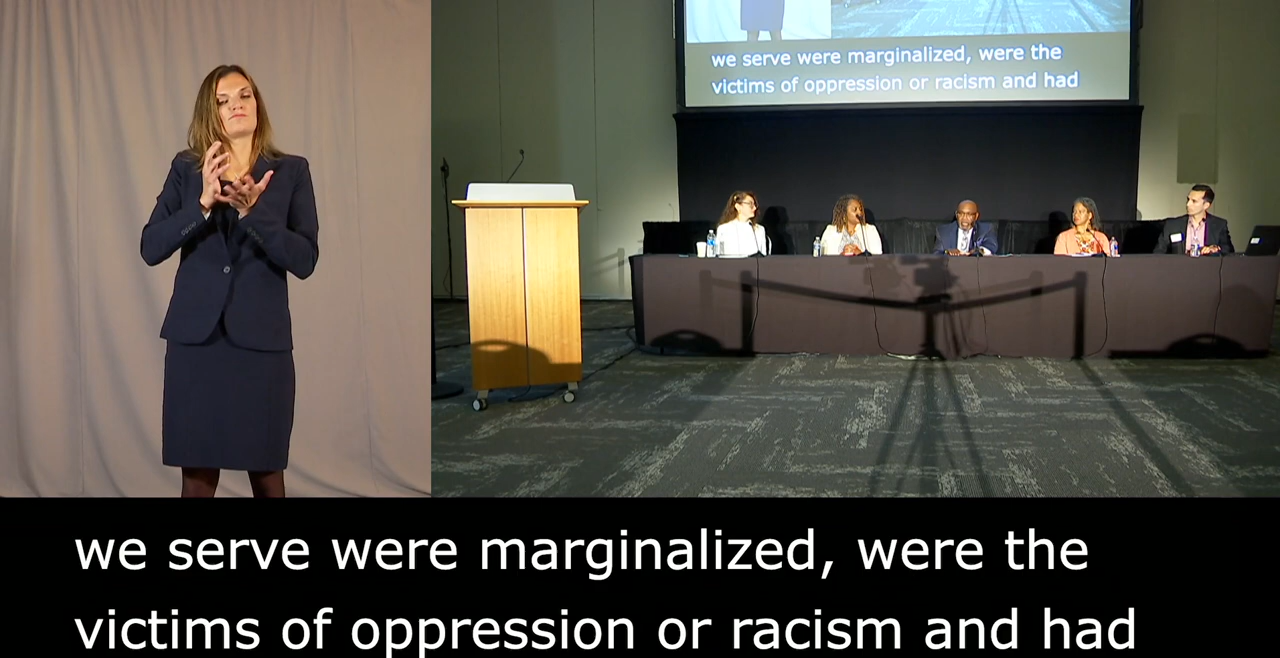 we serve were marginalized, were the
victims of oppression or racism and had
we serve were marginalized, were the
victims of oppression or racism and had